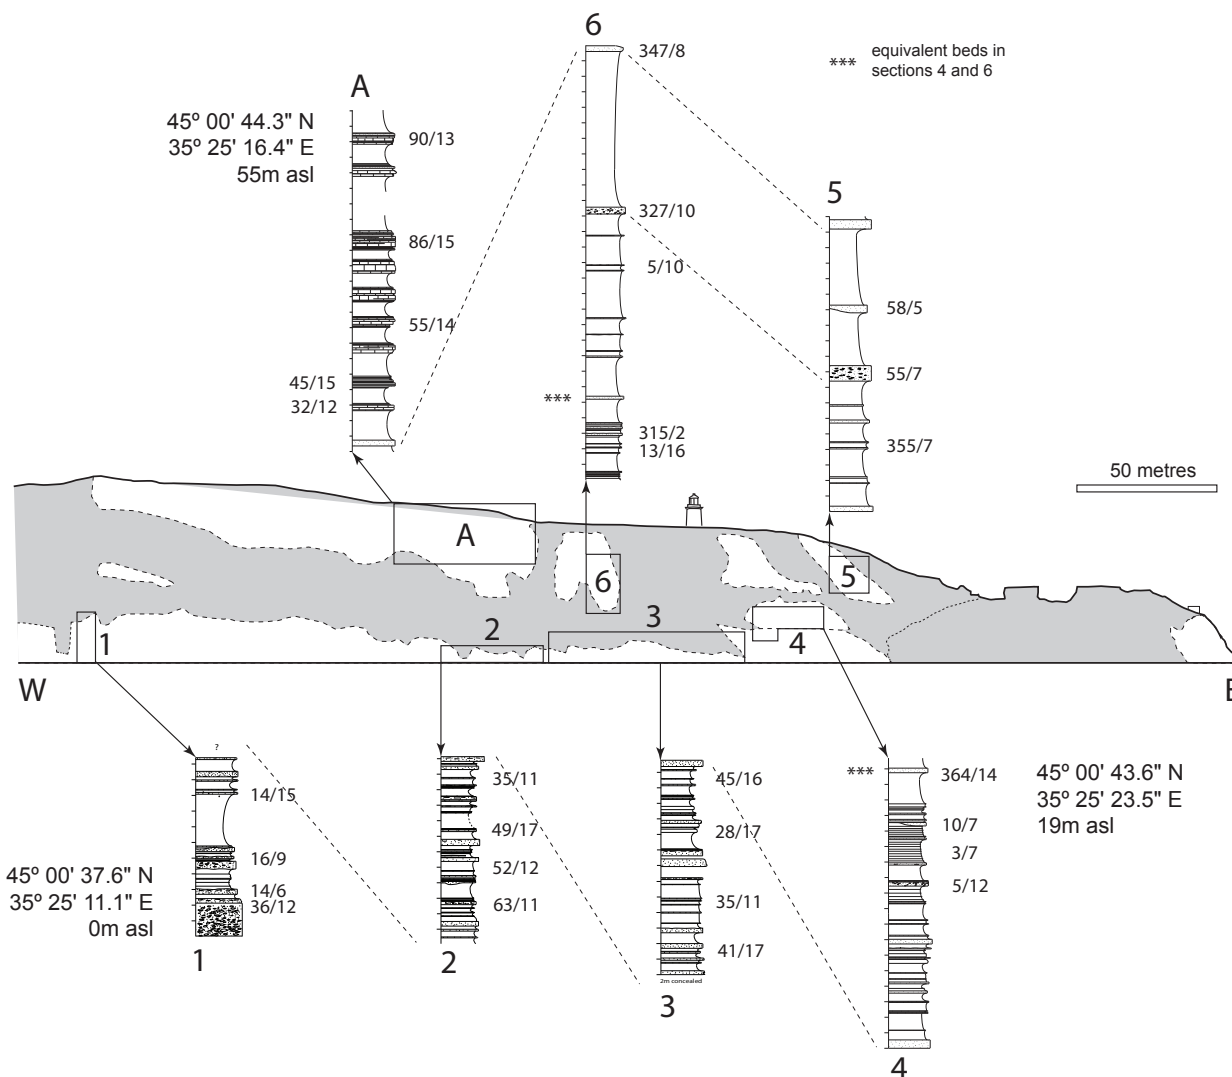 6
347/8
*** equivalent beds in
sections 4 and 6
A
45º 00' 44.3" N
35º 25' 16.4" E
55m asl
90/13
86/15
55/14
45/15
32/12
327/10
5/10
***
315/2
13/16
5
58/5
55/7
355/7
50 metres
A
6
5
1
2
3
4
W
E
?
14/15
16/9
14/6
36/12
45º 00' 37.6" N
35º 25' 11.1" E
0m asl
1
35/11
49/17
52/12
63/11
2
45/16
28/17
35/11
41/17
2m concealed
3
***
364/14
10/7
3/7
5/12
45º 00' 43.6" N
35º 25' 23.5" E
19m asl
4